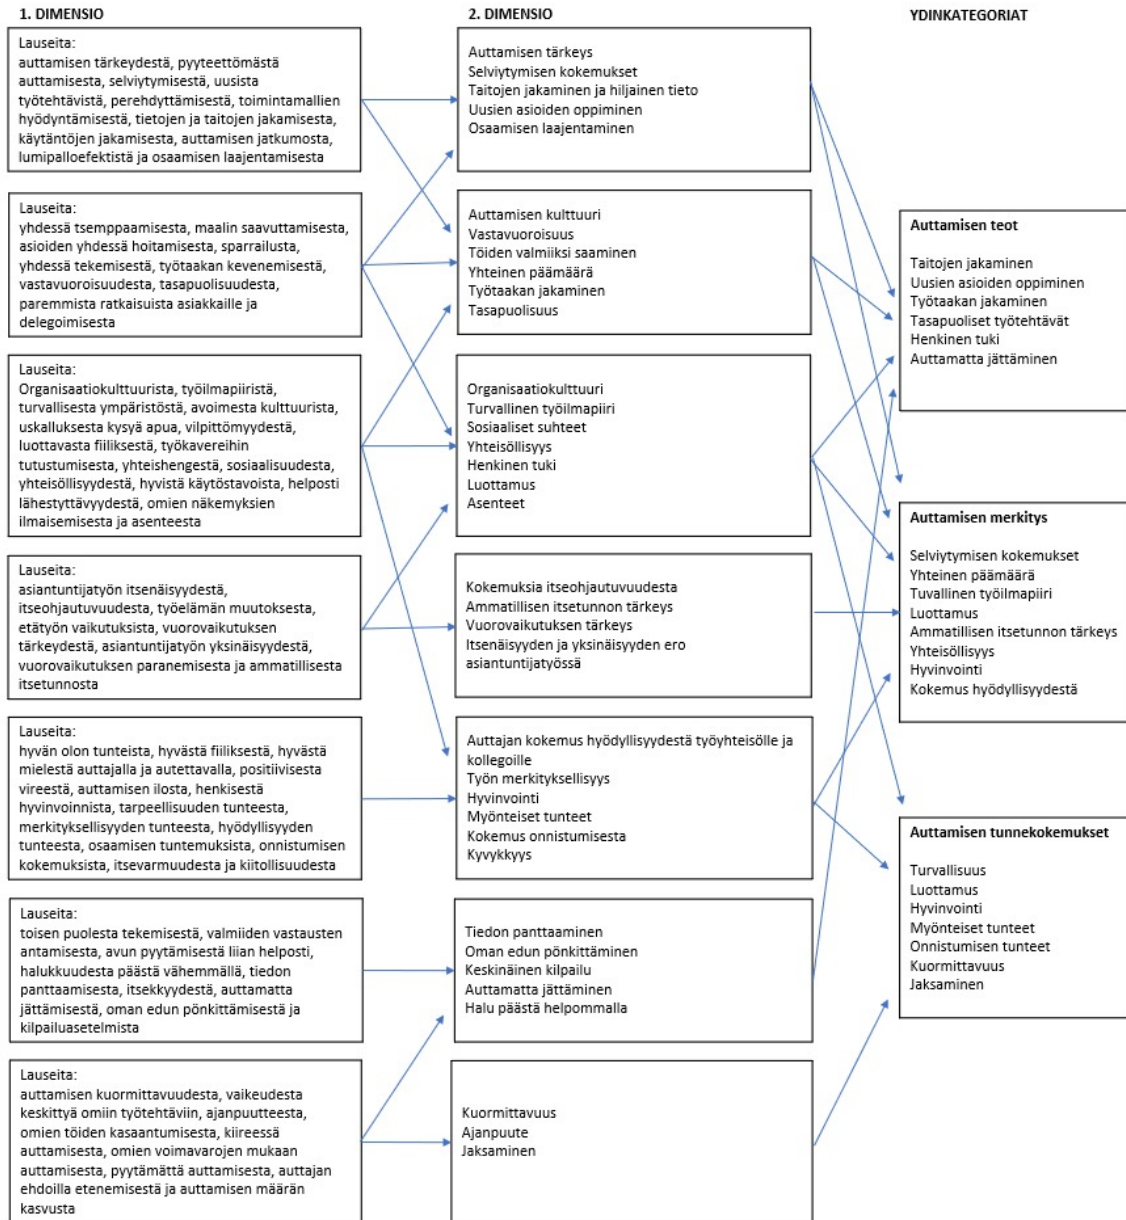 1. DIMENSIO
2. DIMENSIO
YDINKATEGORIAT
Lauseita:
auttamisen tärkeydestä, pyyteettömästä
auttamisesta, selviytymisestä, uusista
työtehtävistä, perehdyttämisestä, toimintamallien
hyödyntämisestä, tietojen ja taitojen jakamisesta,
käytäntöjen jakamisesta, auttamisen jatkumosta,
lumipalloefektistä ja osaamisen laajentamisesta
Lauseita:
yhdessä tsemppaamisesta, maalin saavuttamisesta,
asioiden yhdessä hoitamisesta, sparrailusta,
yhdessä tekemisestä, työtaakan kevenemisestä,
vastavuoroisuudesta, tasapuolisuudesta,
paremmista ratkaisuista asiakkaille ja
delegoimisesta
Lauseita:
Organisaatiokulttuurista, työilmapiiristä,
turvallisesta ympäristöstä, avoimesta kulttuurista,
uskalluksesta kysyä apua, vilpittömyydestä,
luottavasta fiiliksestä, työkavereihin
tutustumisesta, yhteishengestä, sosiaalisuudesta,
yhteisöllisyydestä, hyvistä käytöstavoista, helposti
lähestyttävyydestä, omien näkemyksien
ilmaisemisesta ja asenteesta
Lauseita:
asiantuntijatyön itsenäisyydestä,
itseohjautuvuudesta, työelämän muutoksesta,
etätyön vaikutuksista, vuorovaikutuksen
tärkeydestä, asiantuntijatyön yksinäisyydestä,
vuorovaikutuksen paranemisesta ja ammatillisesta
itsetunnosta
Lauseita:
hyvän olon tunteista, hyvästä fiiliksestä, hyvästä
mielestä auttajalla ja autettavalla, positiivisesta
vireestä, auttamisen ilosta, henkisestä
hyvinvoinnista, tarpeellisuuden tunteesta,
merkityksellisyyden tunteesta, hyödyllisyyden
tunteesta, osaamisen tuntemuksista, onnistumisen
kokemuksista, itsevarmuudesta ja kiitollisuudesta
Lauseita:
toisen puolesta tekemisestä, valmiiden vastausten
antamisesta, avun pyytämisestä liian helposti,
halukkuudesta päästä vähemmällä, tiedon
panttaamisesta, itsekkyydestä, auttamatta
jättämisestä, oman edun pönkittämisestä ja
kilpailuasetelmista
Lauseita:
auttamisen kuormittavuudesta, vaikeudesta
keskittyä omiin työtehtäviin, ajanpuutteesta,
omien töiden kasaantumisesta, kiireessä
auttamisesta, omien voimavarojen mukaan
auttamisesta, pyytämättä auttamisesta, auttajan
ehdoilla etenemisestä ja auttamisen määrän
kasvusta
Auttamisen tärkeys
Selviytymisen kokemukset
Taitojen jakaminen ja hiljainen tieto
Uusien asioiden oppiminen
Osaamisen laajentaminen
Auttamisen kulttuuri
Vastavuoroisuus
Töiden valmiiksi saaminen
Yhteinen päämäärä
Työtaakan jakaminen
Tasapuolisuus
Organisaatiokulttuuri
Turvallinen työilmapiiri
Sosiaaliset suhteet
Yhteisöllisyys
Henkinen tuki
Luottamus
Asenteet
Kokemuksia itseohjautuvuudesta
Ammatillisen itsetunnon tärkeys
Vuorovaikutuksen tärkeys
Itsenäisyyden ja yksinäisyyden ero
asiantuntijatyössä
Auttajan kokemus hyödyllisyydestä työyhteisölle ja
kollegoille
Työn merkityksellisyys
Hyvinvointi
Myönteiset tunteet
Kokemus onnistumisesta
Kyvykkyys
Tiedon panttaaminen
Oman edun pönkittäminen
Keskinäinen kilpailu
Auttamatta jättäminen
Halu päästä helpommalla
Kuormittavuus
Ajanpuute
Jaksaminen
Auttamisen teot
Taitojen jakaminen
Uusien asioiden oppiminen
Työtaakan jakaminen
Tasapuoliset työtehtävät
Henkinen tuki
Auttamatta jättäminen
Auttamisen merkitys
Selviytymisen kokemukset
Yhteinen päämäärä
Tuvallinen työilmapiiri
Luottamus
Ammatillisen itsetunnon tärkeys
Yhteisöllisyys
Hyvinvointi
Kokemus hyödyllisyydestä
Auttamisen tunnekokemukset
Turvallisuus
Luottamus
Hyvinvointi
Myönteiset tunteet
Onnistumisen tunteet
Kuormittavuus
Jaksaminen